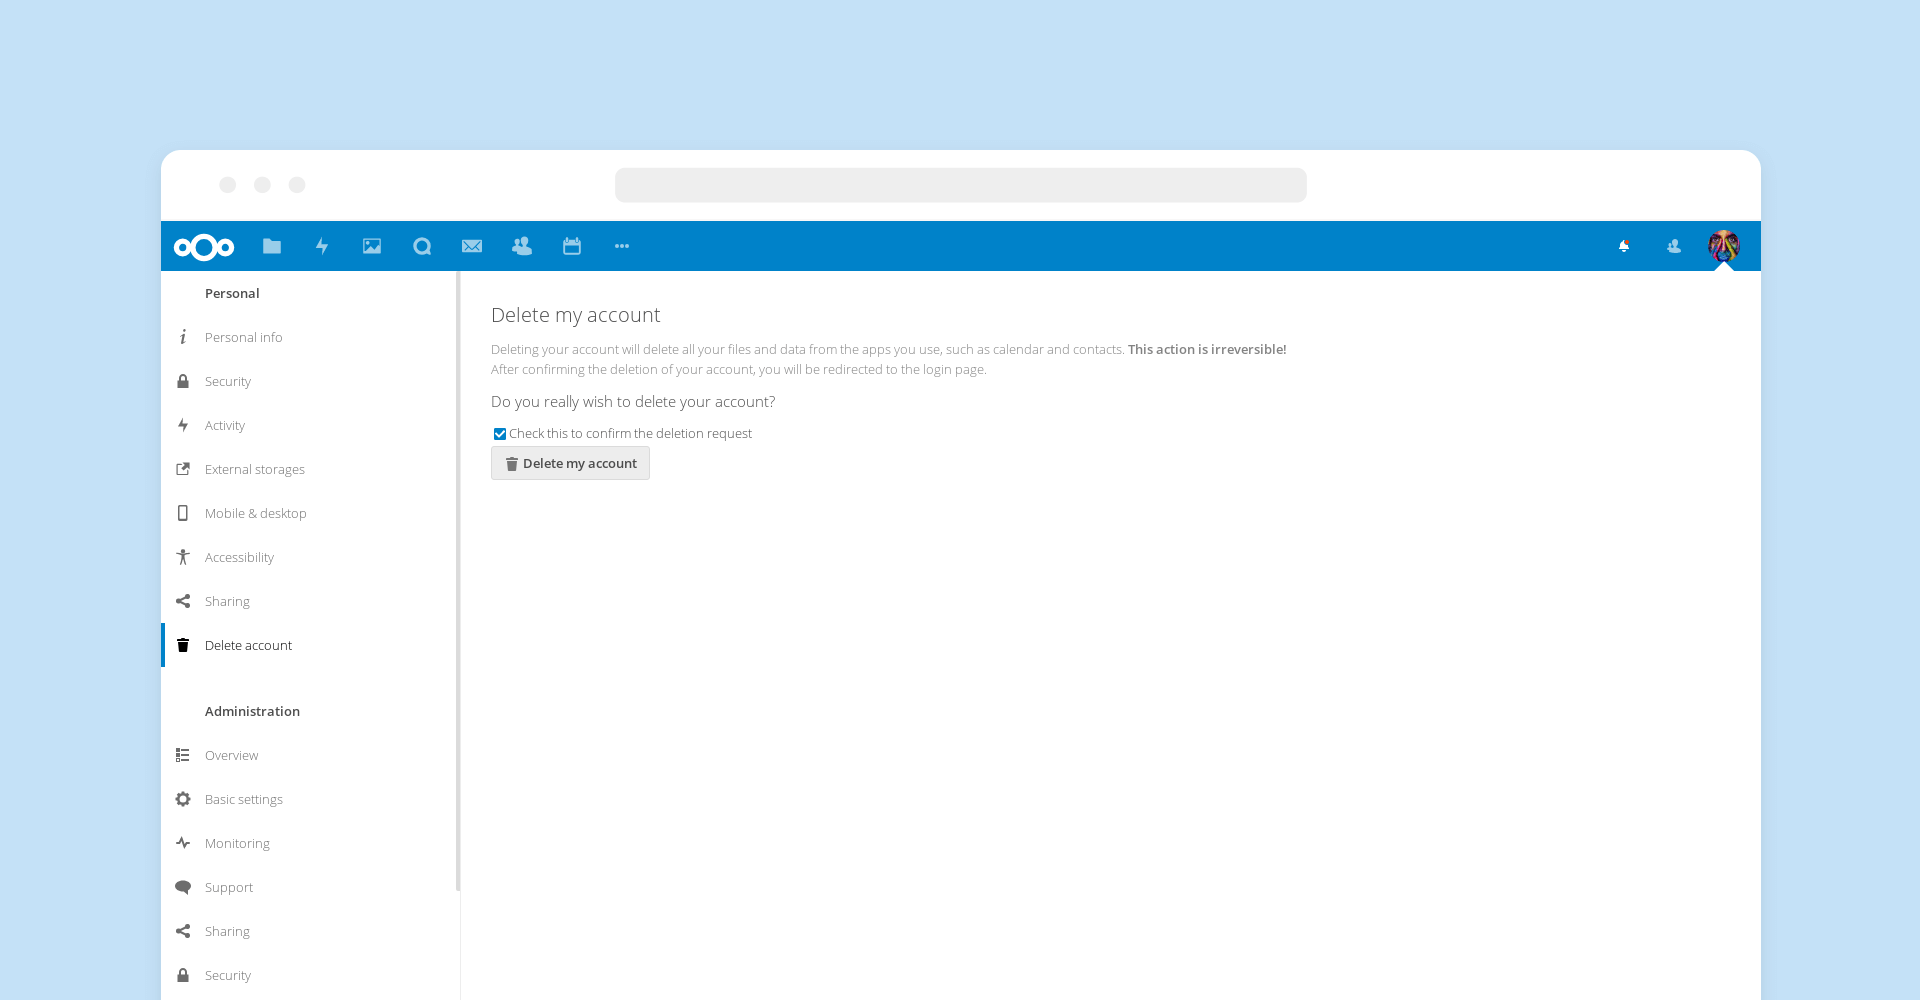 Personal
Personal info
Security
Activity
External storages
Mobile & desktop
Accessibility
Sharing
Delete account
Administration
Overview
Basic settings
Monitoring
Support
Sharing
Security
Delete my account
Deleting your account will delete all your files and data from the apps you use, such as calendar and contacts. This action is irreversible!
After confirming the deletion of your account, you will be redirected to the login page.
Do you really wish to delete your account?
Check this to confirm the deletion request
Delete my account